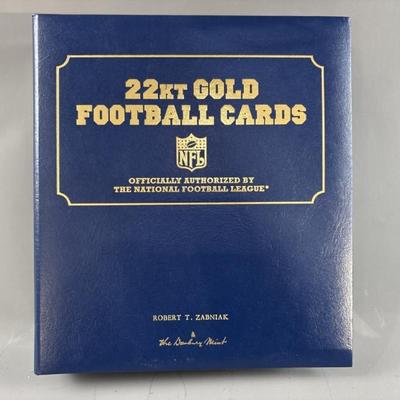 22KT GOLD
FOOTBALL CARDS
NFL
OFFICIALLY AUTHORIZED BY
THE NATIONAL FOOTBALL LEAGUE®
ROBERT T. ZABNIAK
&
The Danbury Mint